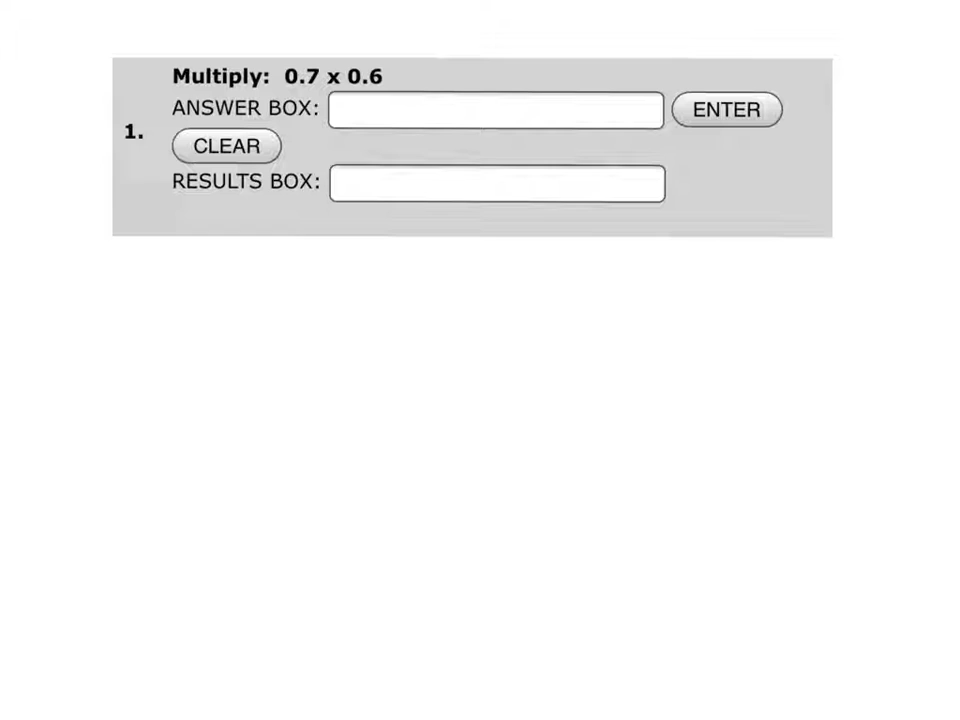 Multiply:  0.7 x 0.6
ANSWER BOX: ENTER
1.
CLEAR
RESULTS BOX: